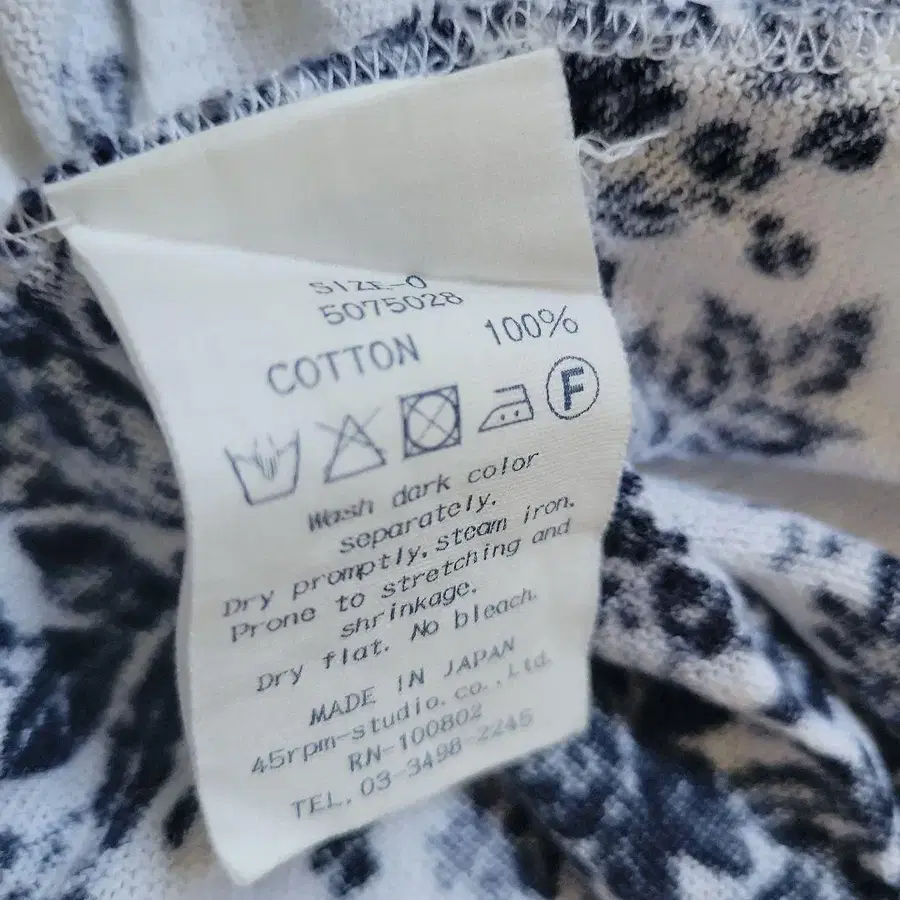 SIZE-0
5075028
COTTON 100%
F
Wash dark color
separately.
Dry promptly.steam iron.
Prone to stretching and
shrinkage.
Dry flat. No bleach.
MADE IN JAPAN
45rpm-studio.co.,Ltd.
RN-100802
TEL.03-3498-2245